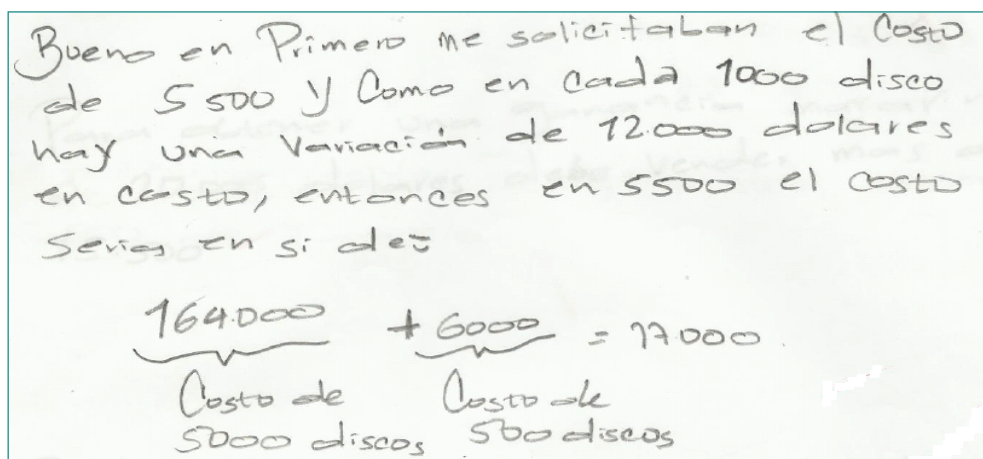 Bueno en Primero me solicitaban el Costo
de 5500 y Como en cada 1000 disco
hay una variación de 12.000 dolares
en costo, entonces en 5500 el costo
Seria en si de:
164.000 + 6000 = 17.000.
Costo de Costo de
5000 discos 500 discos